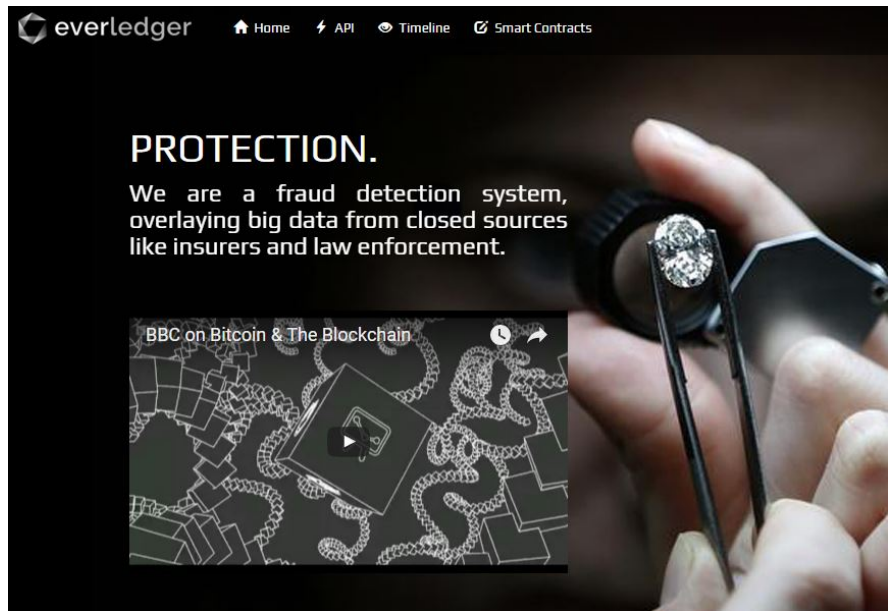 everledger Home API Timeline Smart Contracts
PROTECTION.
We are a fraud detection system,
overlaying big data from closed sources
like insurers and law enforcement.
BBC on Bitcoin & The Blockchain